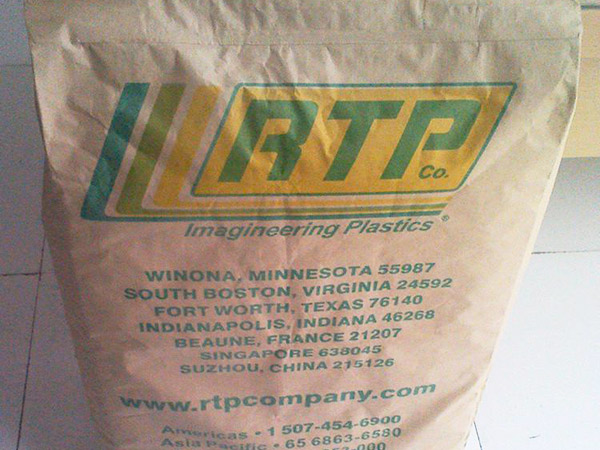 RTP Co.
Imagineering Plastics®
WINONA, MINNESOTA 55987
SOUTH BOSTON, VIRGINIA 24592
FORT WORTH, TEXAS 76140
INDIANAPOLIS, INDIANA 46268
BEAUNE, FRANCE 21207
SINGAPORE 638045
SUZHOU, CHINA 215126
www.rtpcompany.com
Americas • 1 507-454-6900
Asia Pacific • 65 6863-6580